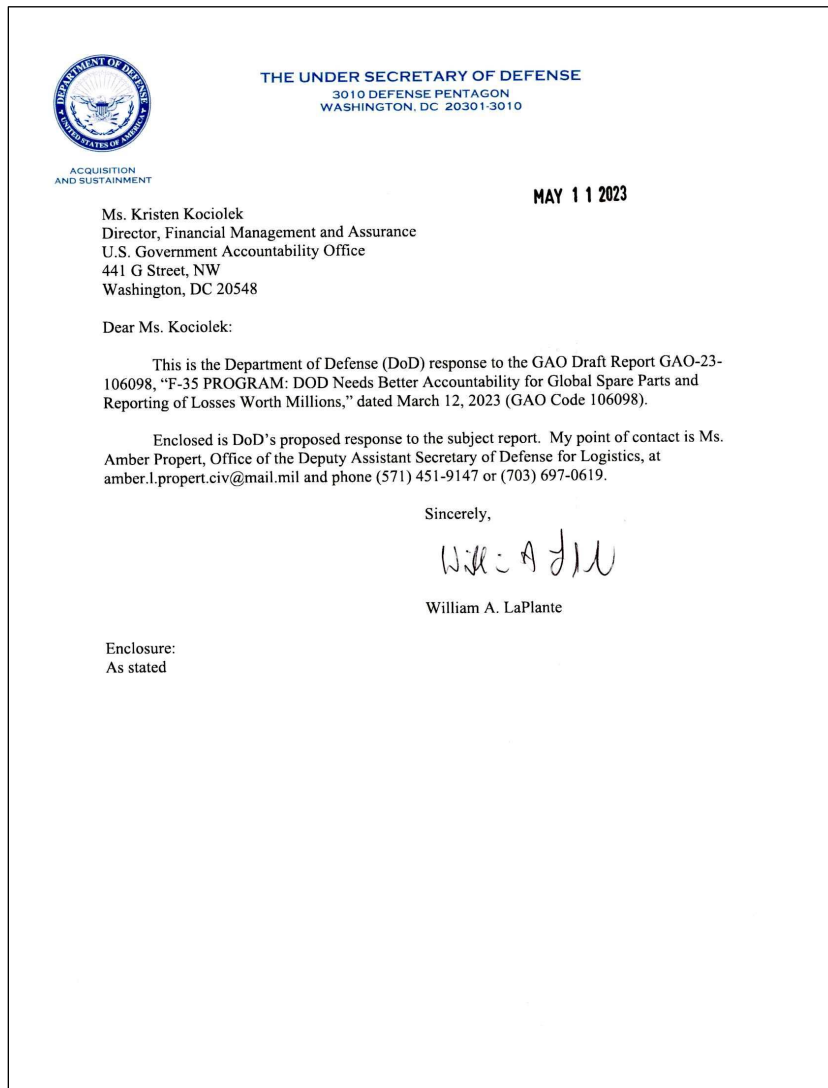 DEPARTMENT OF DEFENSE
UNITED STATES OF AMERICA
THE UNDER SECRETARY OF DEFENSE
3010 DEFENSE PENTAGON
WASHINGTON, DC 20301-3010
ACQUISITION
AND SUSTAINMENT
MAY 11 2023
Ms. Kristen Kociolek
Director, Financial Management and Assurance
U.S. Government Accountability Office
441 G Street, NW
Washington, DC 20548
Dear Ms. Kociolek:
This is the Department of Defense (DoD) response to the GAO Draft Report GAO-23-
106098, “F-35 PROGRAM: DOD Needs Better Accountability for Global Spare Parts and
Reporting of Losses Worth Millions,” dated March 12, 2023 (GAO Code 106098).
Enclosed is DoD’s proposed response to the subject report. My point of contact is Ms.
Amber Propert, Office of the Deputy Assistant Secretary of Defense for Logistics, at
amber.l.propert.civ@mail.mil and phone (571) 451-9147 or (703) 697-0619.
Sincerely,
William A. LaPlante
Enclosure:
As stated